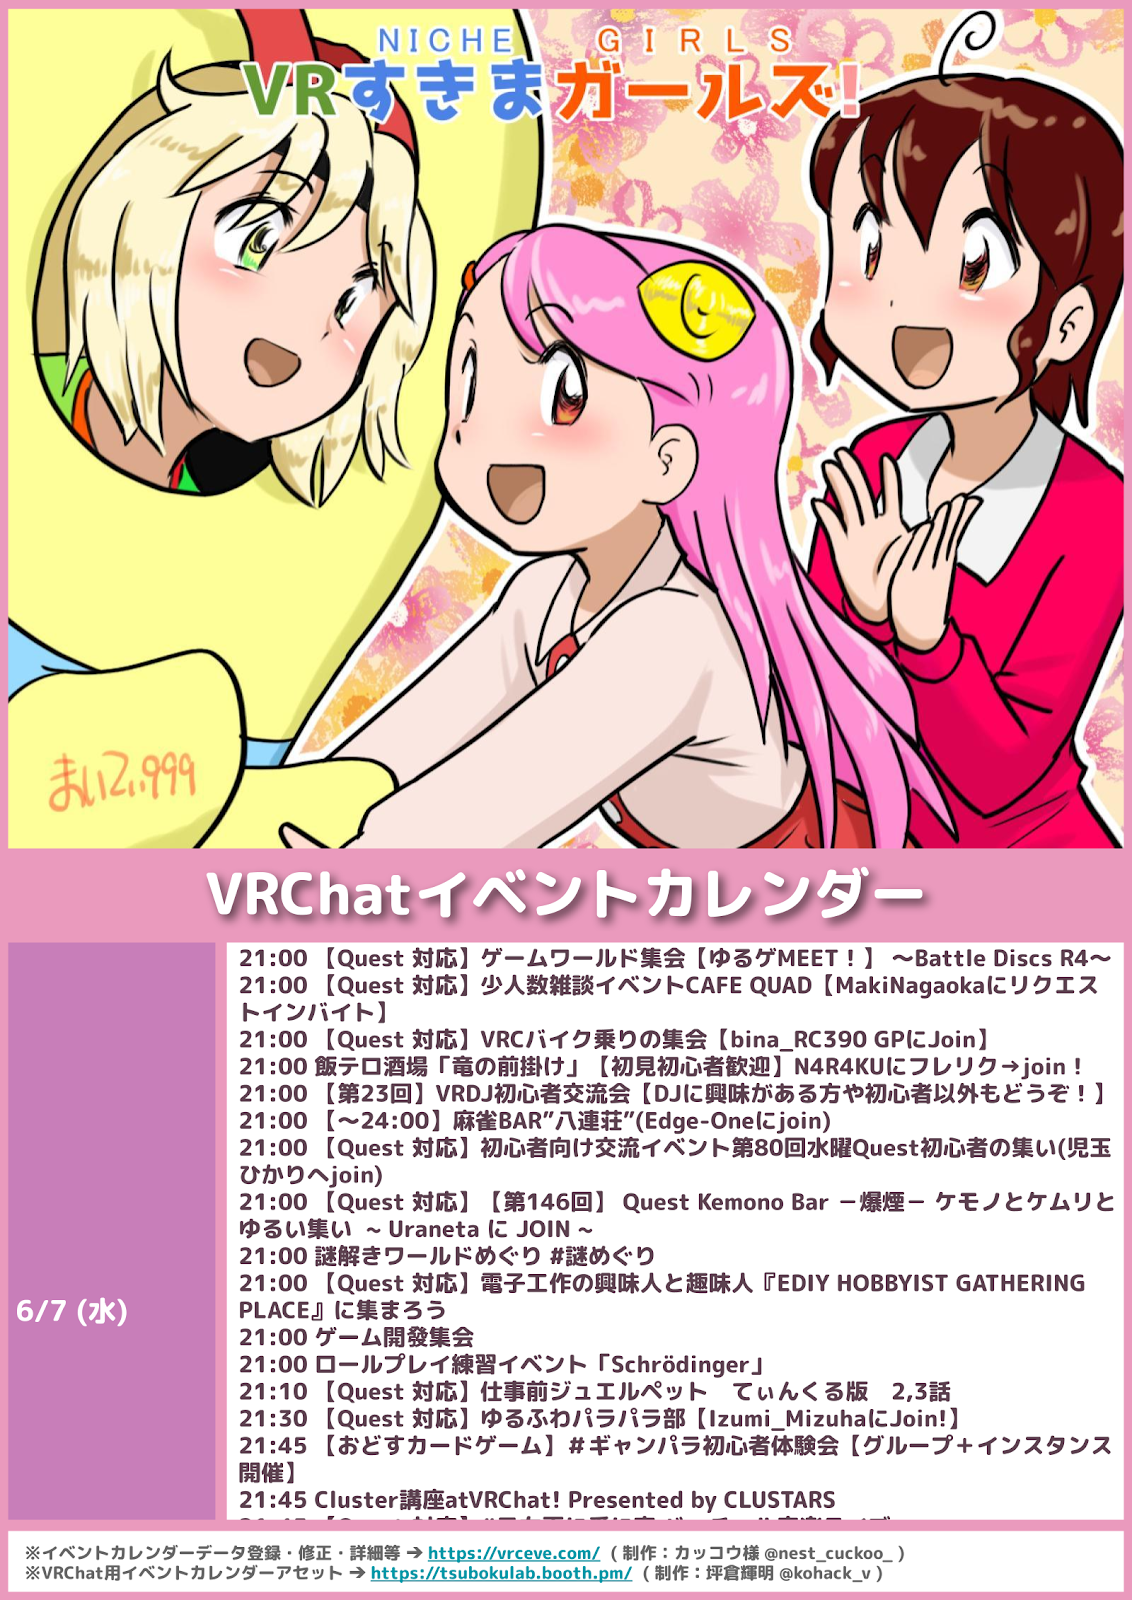 NICHE GIRLS
VRすきまガールズ!
まいてぃ999
VRChatイベントカレンダー
6/7 (水)
21:00 【Quest 対応】ゲームワールド集会【ゆるゲMEET！】 〜Battle Discs R4〜
21:00 【Quest 対応】少人数雑談イベントCAFE QUAD【MakiNagaokaにリクエス
トインバイト】
21:00 【Quest 対応】VRCバイク乗りの集会【bina_RC390 GPにJoin】
21:00 飯テロ酒場「竜の前掛け」【初見初心者歓迎】N4R4KUにフレリク→join！
21:00 【第23回】VRDJ初心者交流会【DJに興味がある方や初心者以外もどうぞ！】
21:00 【〜24:00】麻雀BAR”八連荘”(Edge-Oneにjoin)
21:00 【Quest 対応】初心者向け交流イベント第80回水曜Quest初心者の集い(児玉
ひかりへjoin)
21:00 【Quest 対応】【第146回】 Quest Kemono Bar －爆煙－ ケモノとケムリと
ゆるい集い ～ Uraneta に JOIN ～
21:00 謎解きワールドめぐり #謎めぐり
21:00 【Quest 対応】電子工作の興味人と趣味人『EDIY HOBBYIST GATHERING
PLACE』に集まろう
21:00 ゲーム開發集会
21:00 ロールプレイ練習イベント「Schrödinger」
21:10 【Quest 対応】仕事前ジュエルペット　てぃんくる版　2,3話
21:30 【Quest 対応】ゆるふわパラパラ部【Izumi_MizuhaにJoin!】
21:45 【おどすカードゲーム】＃ギャンパラ初心者体験会【グループ＋インスタンス
開催】
21:45 Cluster講座atVRChat! Presented by CLUSTARS
※イベントカレンダーデータ登録・修正・詳細等 ➔ https://vrceve.com/ ( 制作：カッコウ様 @nest_cuckoo_ )
※VRChat用イベントカレンダーアセット ➔ https://tsubokulab.booth.pm/ ( 制作：坪倉輝明 @kohack_v )